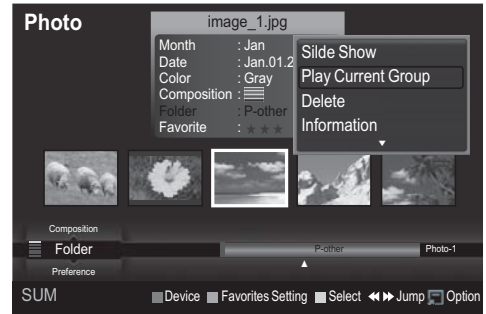 Photo
image_1.jpg
Month : Jan
Date : Jan.01.2
Color : Gray
Composition :
Folder : P-other
Favorite : ★ ★ ★
Silde Show
Play Current Group
Delete
Information
Composition
Folder
Preference
P-other
Photo-1
SUM
Device
Favorites Setting
Select
Jump
Option